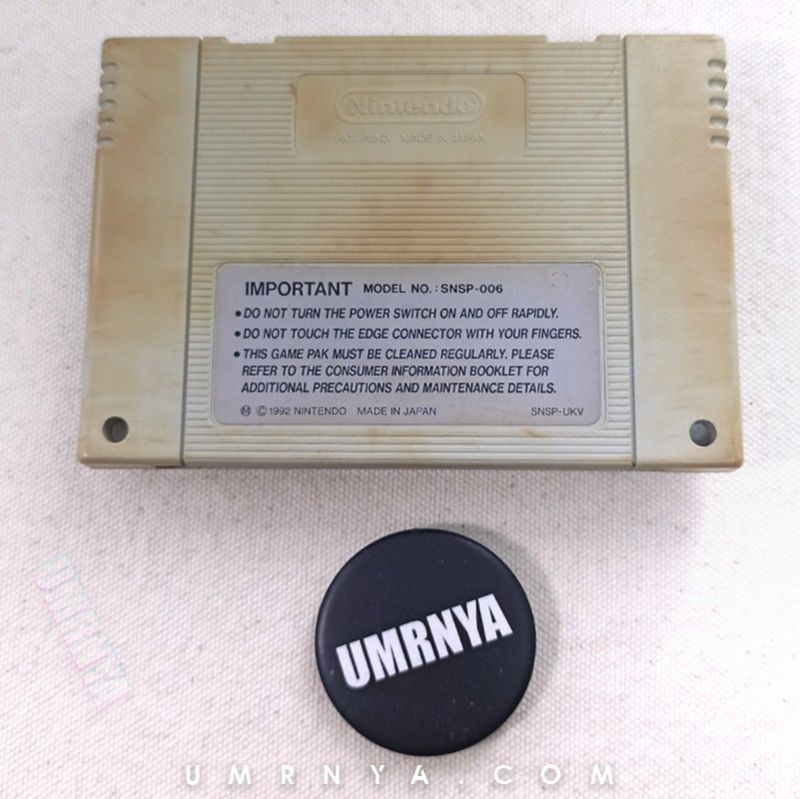 Nintendo
PAT. PEND. MADE IN JAPAN
IMPORTANT MODEL NO.: SNSP-006
• DO NOT TURN THE POWER SWITCH ON AND OFF RAPIDLY.
• DO NOT TOUCH THE EDGE CONNECTOR WITH YOUR FINGERS.
• THIS GAME PAK MUST BE CLEANED REGULARLY. PLEASE
REFER TO THE CONSUMER INFORMATION BOOKLET FOR
ADDITIONAL PRECAUTIONS AND MAINTENANCE DETAILS.
Ⓜ ©1992 NINTENDO MADE IN JAPAN SNSP-UKV
UMRNYA
UMRNYA
UMRNYA.COM